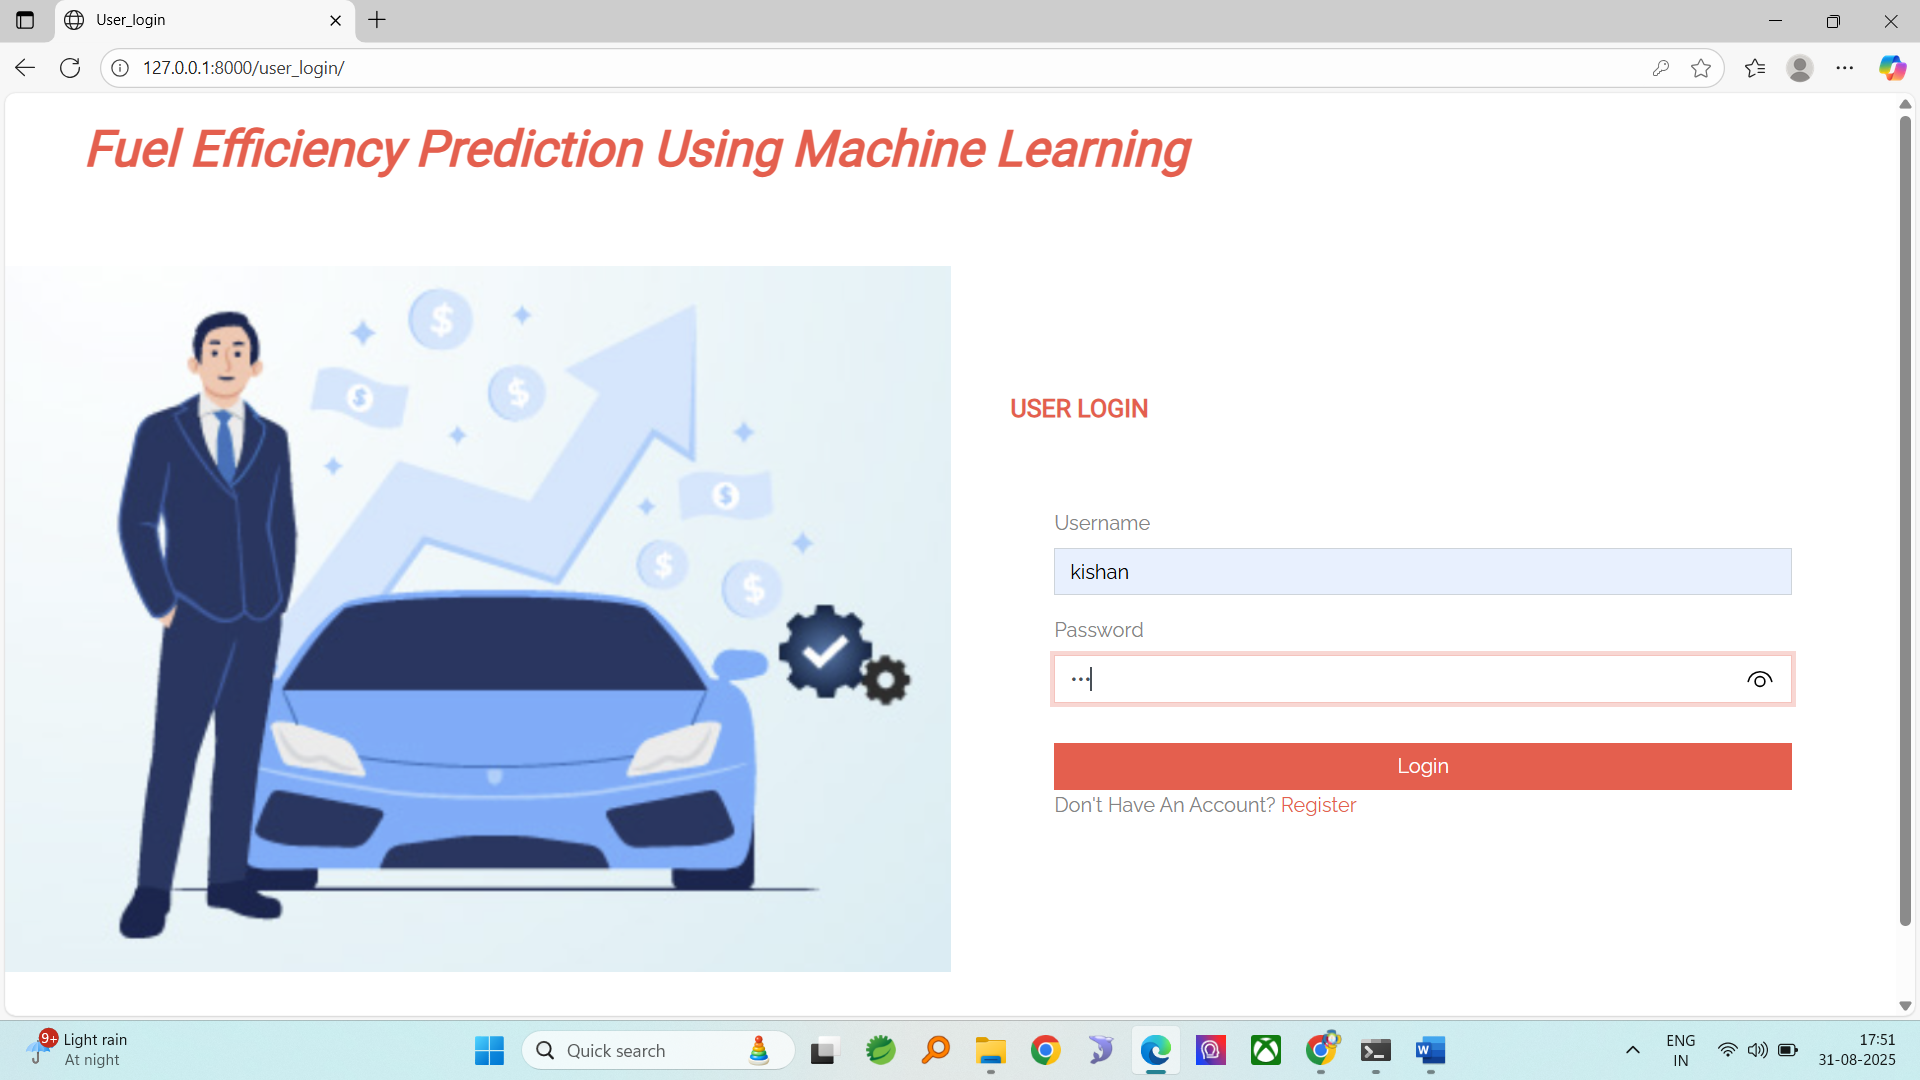 User_login
127.0.0.1:8000/user_login/
Fuel Efficiency Prediction Using Machine Learning
$
$
$
$
$
$
USER LOGIN
Username
kishan
Password
•••
Login
Don't Have An Account? Register
9+
Light rain
At night
Quick search
W
ENG
IN
17:51
31-08-2025